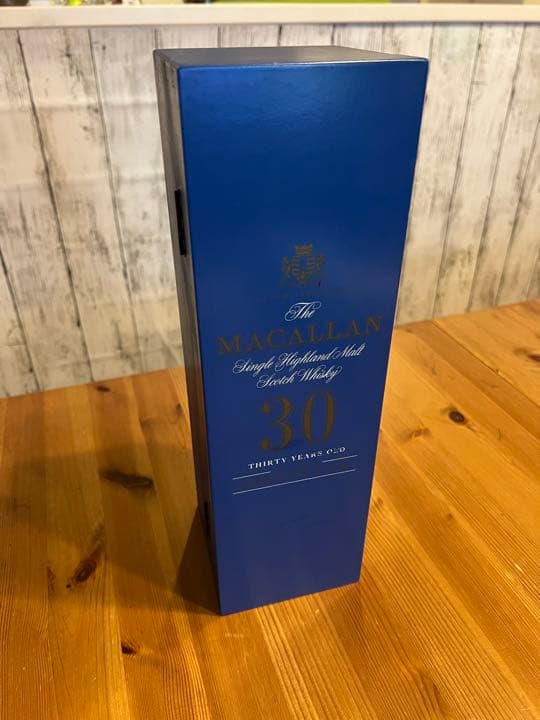 The
MACALLAN
Single Highland Malt
Scotch Whisky
30
THIRTY YEARS OLD